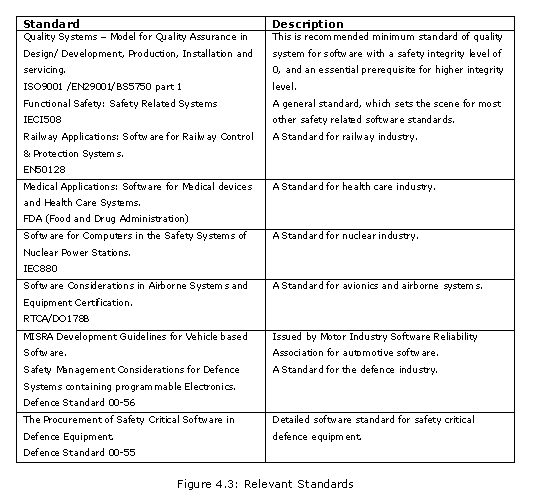 Standard
Description
Quality Systems – Model for Quality Assurance in
Design/ Development, Production, Installation and
servicing.
ISO9001 /EN29001/BS5750 part 1
Functional Safety: Safety Related Systems
IECI508
Railway Applications: Software for Railway Control
& Protection Systems.
EN50128
This is recommended minimum standard of quality
system for software with a safety integrity level of
0, and an essential prerequisite for higher integrity
level.
A general standard, which sets the scene for most
other safety related software standards.
A Standard for railway industry.
Medical Applications: Software for Medical devices
and Health Care Systems.
FDA (Food and Drug Administration)
A Standard for health care industry.
Software for Computers in the Safety Systems of
Nuclear Power Stations.
IEC880
A Standard for nuclear industry.
Software Considerations in Airborne Systems and
Equipment Certification.
RTCA/DO178B
A Standard for avionics and airborne systems.
MISRA Development Guidelines for Vehicle based
Software.
Safety Management Considerations for Defence
Systems containing programmable Electronics.
Defence Standard 00-56
Issued by Motor Industry Software Reliability
Association for automotive software.
A Standard for the defence industry.
The Procurement of Safety Critical Software in
Defence Equipment.
Defence Standard 00-55
Detailed software standard for safety critical
defence equipment.
Figure 4.3: Relevant Standards